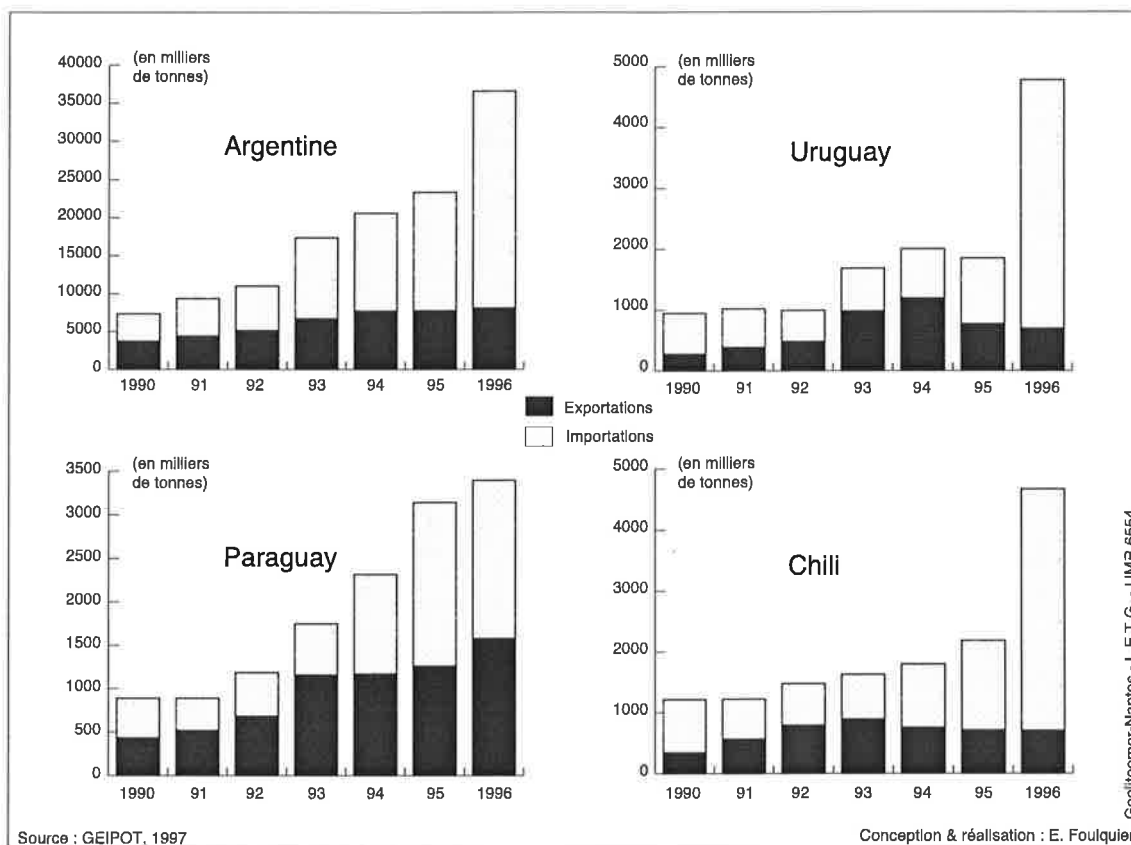 (en milliers
de tonnes)
40000
35000
30000
25000
20000
15000
10000
5000
0
Argentine
1990 91 92 93 94 95 1996
(en milliers
de tonnes)
5000
4000
3000
2000
1000
0
Uruguay
1990 91 92 93 94 95 1996
Exportations
Importations
(en milliers
de tonnes)
3500
3000
2500
2000
1500
1000
500
0
Paraguay
1990 91 92 93 94 95 1996
(en milliers
de tonnes)
5000
4000
3000
2000
1000
0
Chili
1990 91 92 93 94 95 1996
Source : GEIPOT, 1997
Conception & réalisation : E. Foulquier
Nantes - L.E.T.G. - UMR 6554